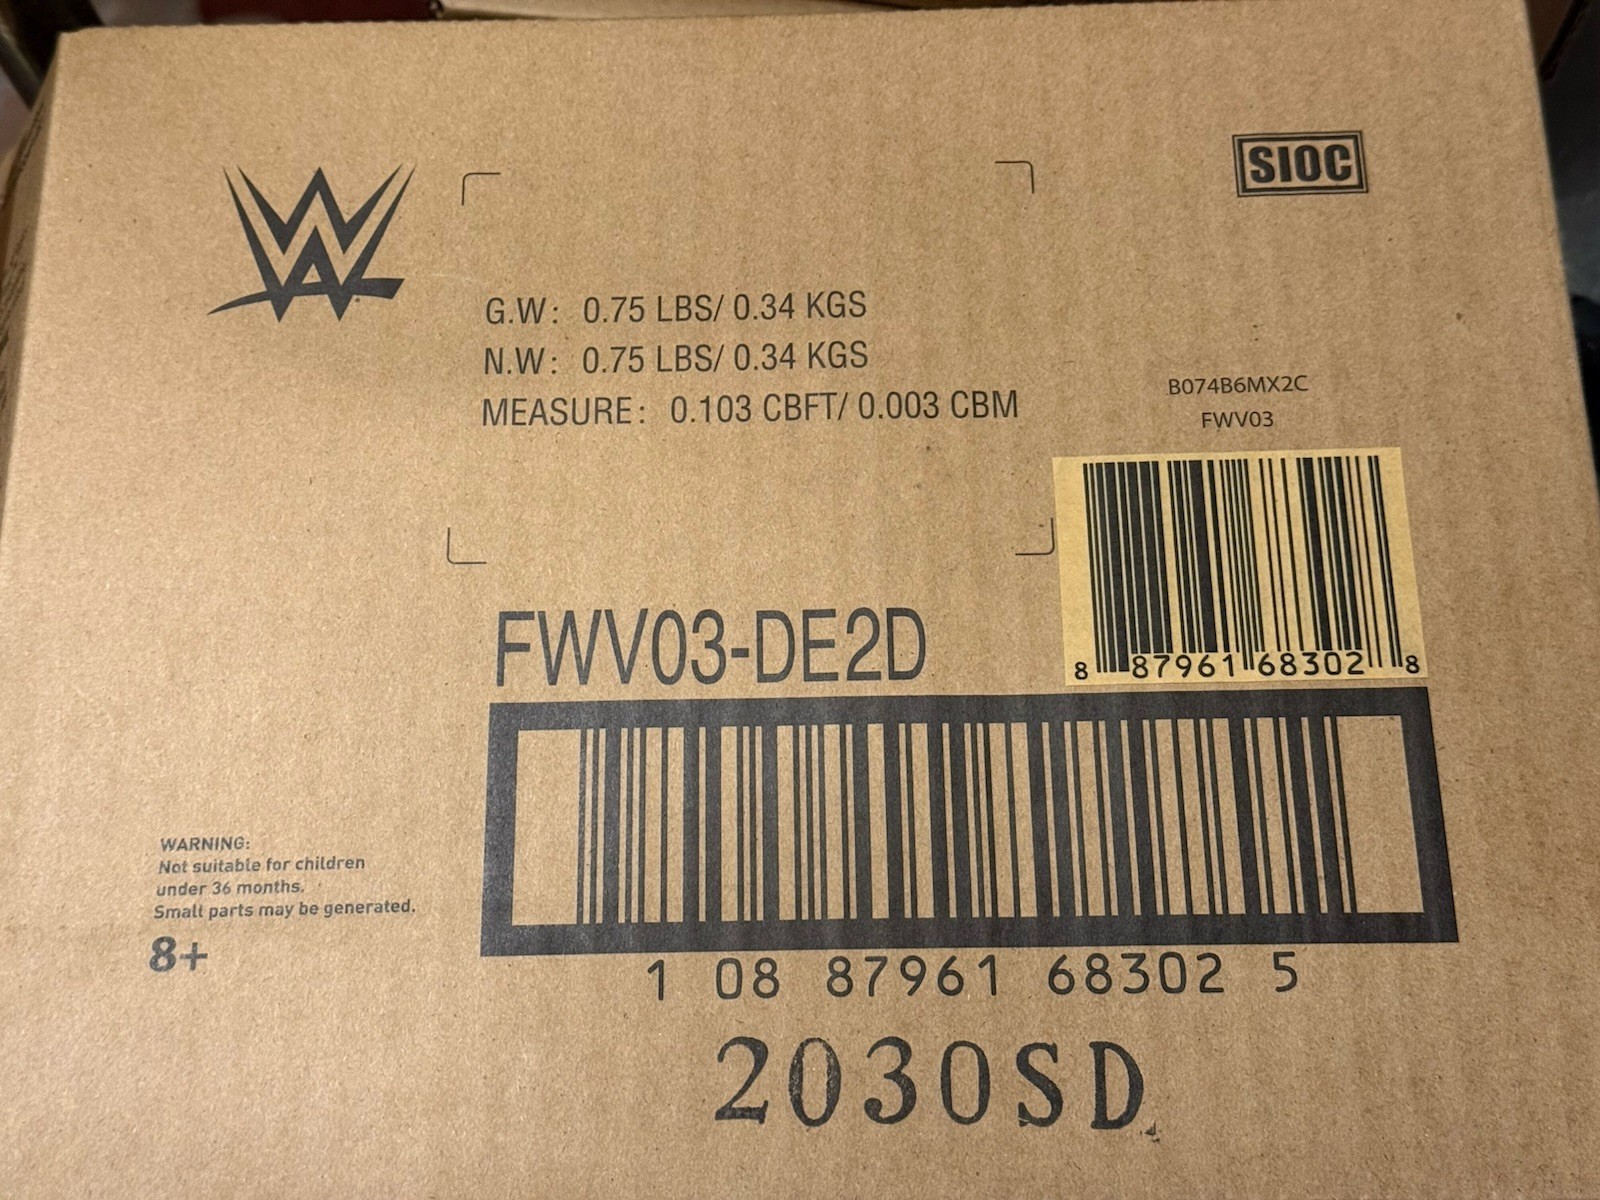 W
SIOC
G.W: 0.75 LBS/ 0.34 KGS
N.W: 0.75 LBS/ 0.34 KGS
MEASURE: 0.103 CBFT/ 0.003 CBM
B074B6MX2C
FWV03
8 87961 68302 8
FWV03-DE2D
WARNING:
Not suitable for children
under 36 months.
Small parts may be generated.
8+
1 08 87961 68302 5
2030SD